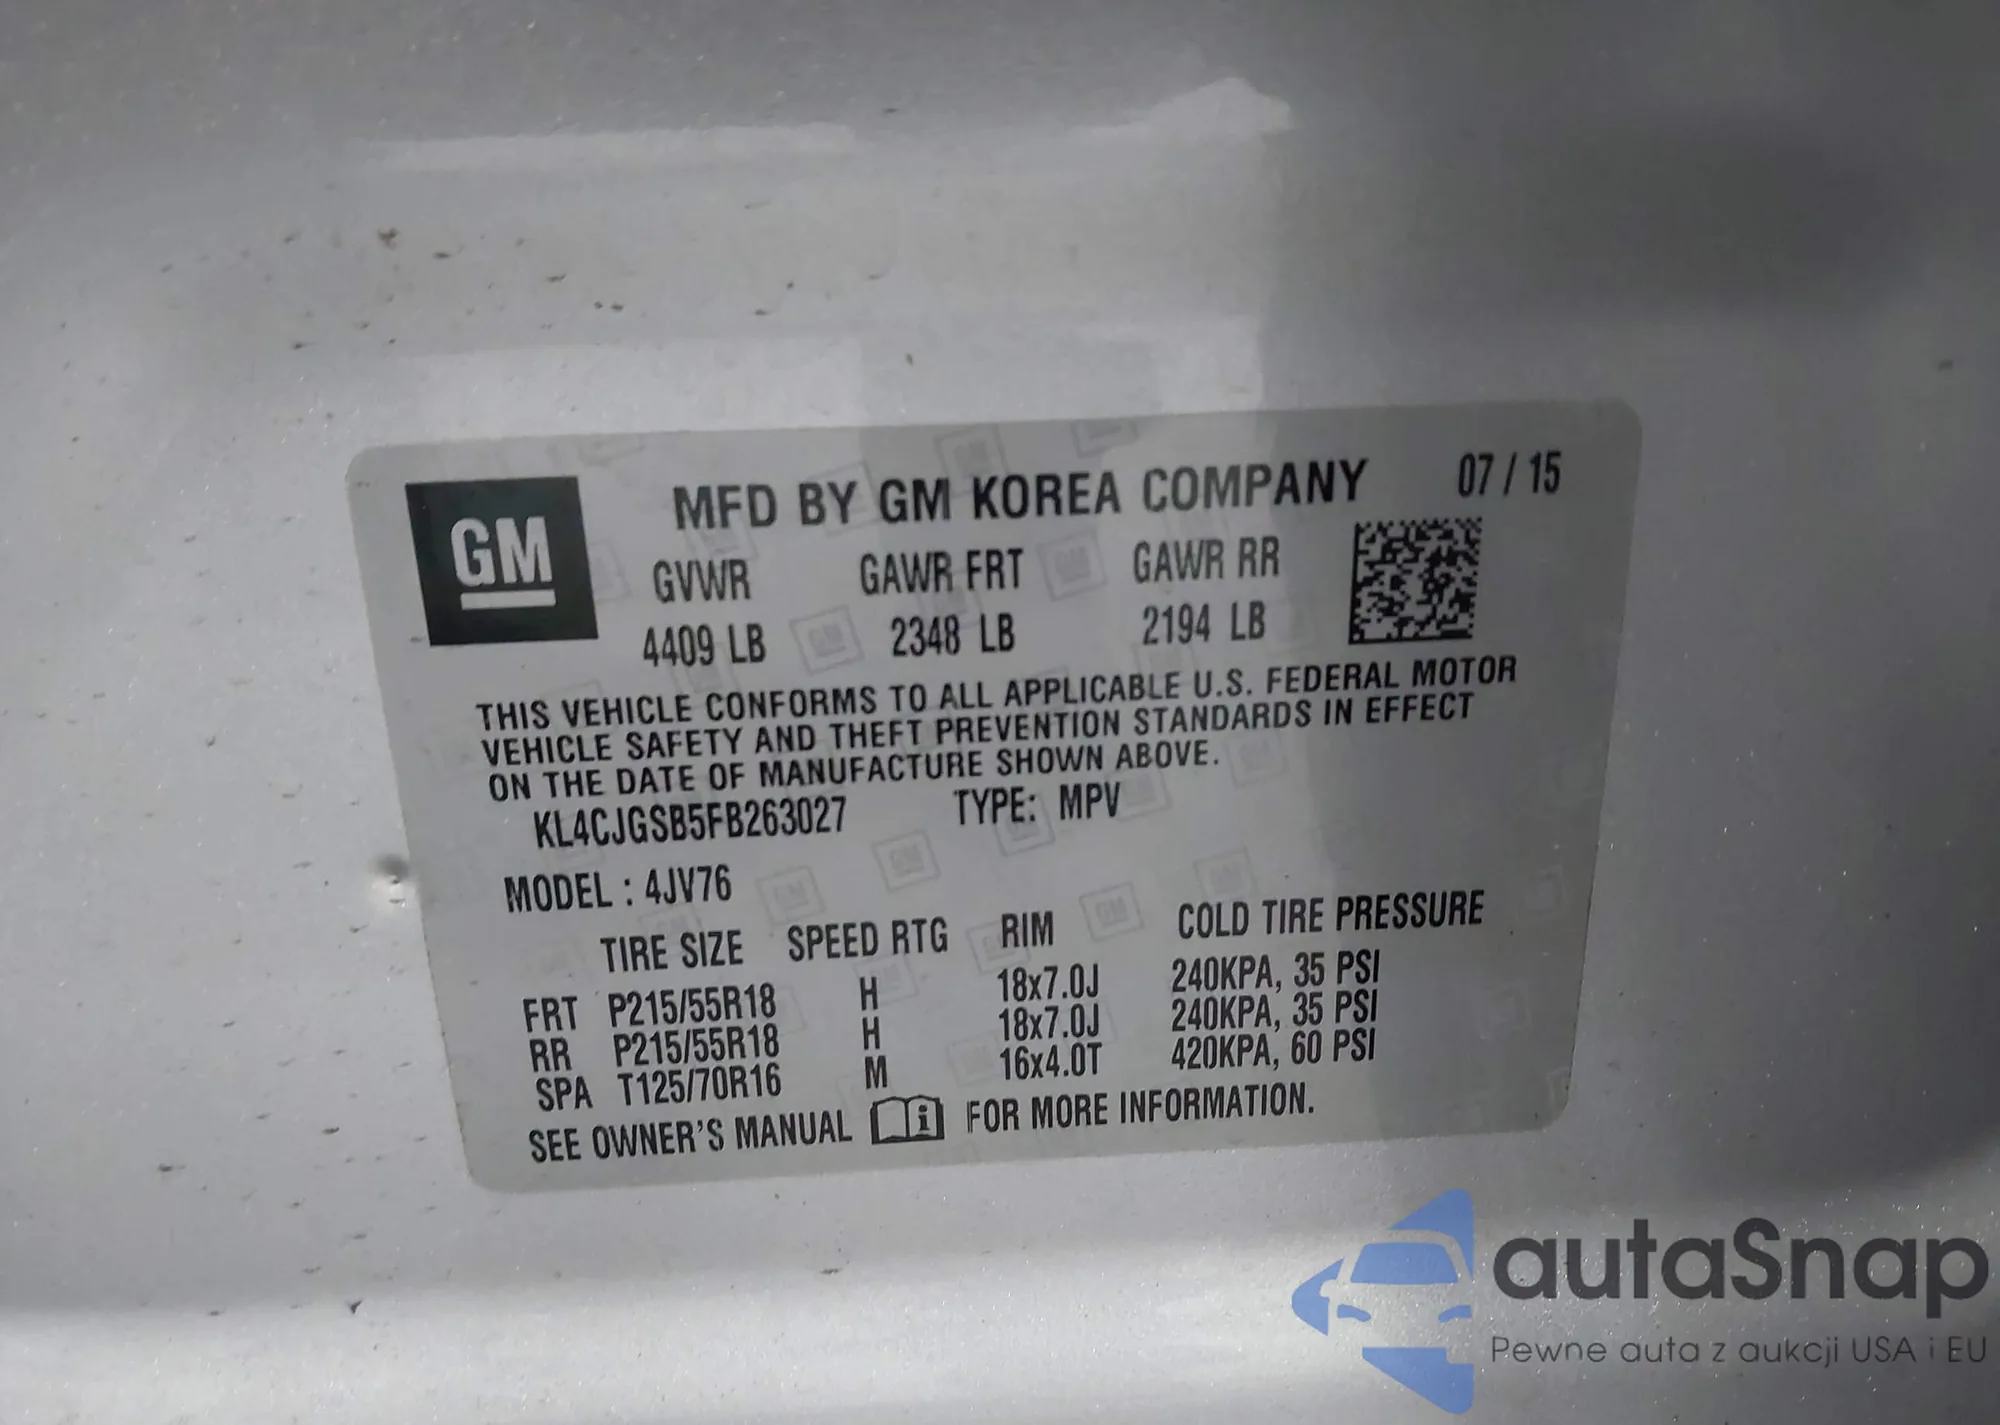 GM
MFD BY GM KOREA COMPANY 07 / 15
GVWR GAWR FRT GAWR RR
4409 LB 2348 LB 2194 LB
THIS VEHICLE CONFORMS TO ALL APPLICABLE U.S. FEDERAL MOTOR
VEHICLE SAFETY AND THEFT PREVENTION STANDARDS IN EFFECT
ON THE DATE OF MANUFACTURE SHOWN ABOVE.
KL4CJGSB5FB263027 TYPE: MPV
MODEL : 4JV76
TIRE SIZE SPEED RTG RIM COLD TIRE PRESSURE
FRT P215/55R18 H 18x7.0J 240KPA, 35 PSI
RR P215/55R18 H 18x7.0J 240KPA, 35 PSI
SPA T125/70R16 M 16x4.0T 420KPA, 60 PSI
SEE OWNER'S MANUAL i FOR MORE INFORMATION.
autaSnap
Pewne auta z aukcji USA i EU